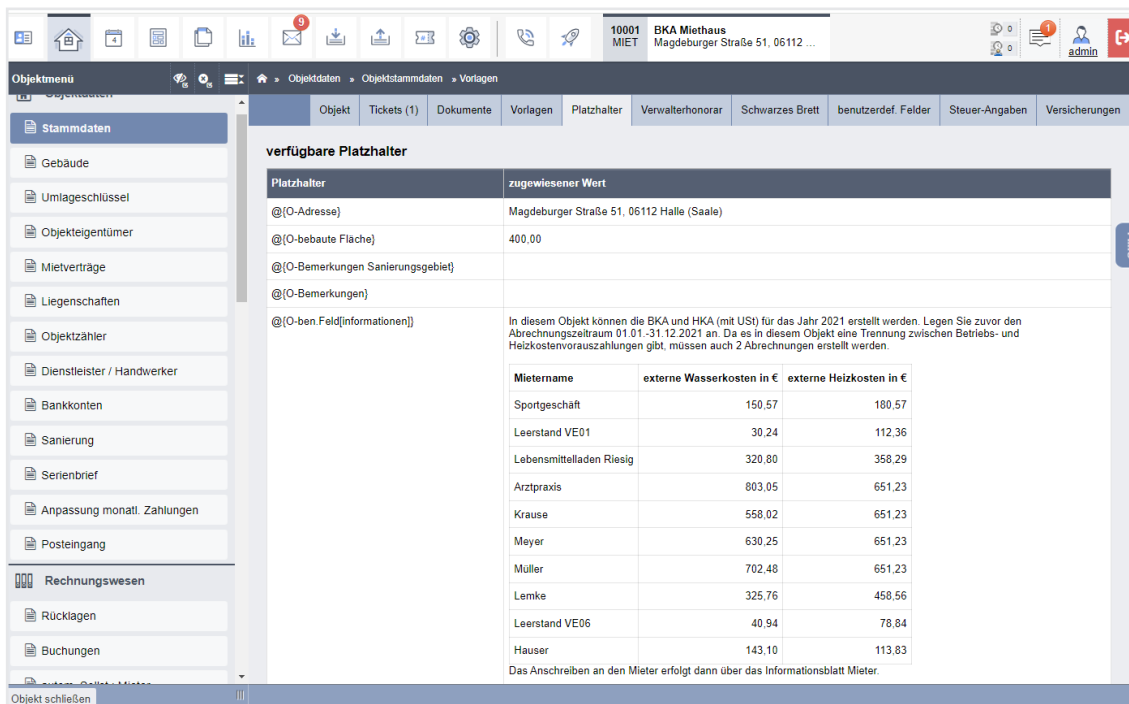 9
4
10001 BKA Miethaus
MIET Magdeburger Straße 51, 06112 ...
0
0
1
admin
Objektmenü
» Objektdaten » Objektstammdaten » Vorlagen
Objektdaten
Objekt Tickets (1) Dokumente Vorlagen Platzhalter Verwalterhonorar Schwarzes Brett benutzerdef. Felder Steuer-Angaben Versicherungen
Stammdaten
Gebäude
Umlageschlüssel
Objekteigentümer
Mietverträge
Liegenschaften
Objektzähler
Dienstleister / Handwerker
Bankkonten
Sanierung
Serienbrief
Anpassung monatl. Zahlungen
Posteingang
Rechnungswesen
Rücklagen
Buchungen
Objekt schließen
verfügbare Platzhalter
Platzhalter zugewiesener Wert
@{O-Adresse} Magdeburger Straße 51, 06112 Halle (Saale)
@{O-bebaute Fläche} 400,00
@{O-Bemerkungen Sanierungsgebiet}
@{O-Bemerkungen}
@{O-ben.Feld[informationen]} In diesem Objekt können die BKA und HKA (mit USt) für das Jahr 2021 erstellt werden. Legen Sie zuvor den
Abrechnungszeitraum 01.01.-31.12.2021 an. Da es in diesem Objekt eine Trennung zwischen Betriebs- und
Heizkostenvorauszahlungen gibt, müssen auch 2 Abrechnungen erstellt werden.
Mietername externe Wasserkosten in € externe Heizkosten in €
Sportgeschäft 150,57 180,57
Leerstand VE01 30,24 112,36
Lebensmittelladen Riesig 320,80 358,29
Arztpraxis 803,05 651,23
Krause 558,02 651,23
Meyer 630,25 651,23
Müller 702,48 651,23
Lemke 325,76 458,56
Leerstand VE06 40,94 78,84
Hauser 143,10 113,83
Das Anschreiben an den Mieter erfolgt dann über das Informationsblatt Mieter.